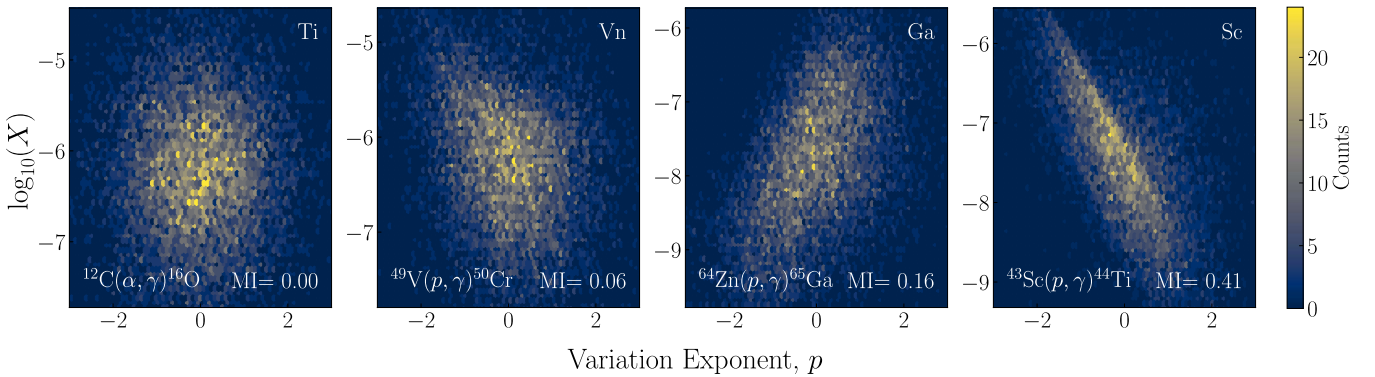 log₁₀(X)
−5
−6
−7
Ti
¹²C(α, γ)¹⁶O MI= 0.00
−2 0 2
−5
−6
−7
Vn
⁴⁹V(p, γ)⁵⁰Cr MI= 0.06
−2 0 2
−6
−7
−8
−9
Ga
⁶⁴Zn(p, γ)⁶⁵Ga MI= 0.16
−2 0 2
−6
−7
−8
−9
Sc
⁴³Sc(p, γ)⁴⁴Ti MI= 0.41
−2 0 2
20
15
10
5
0
Counts
Variation Exponent, p